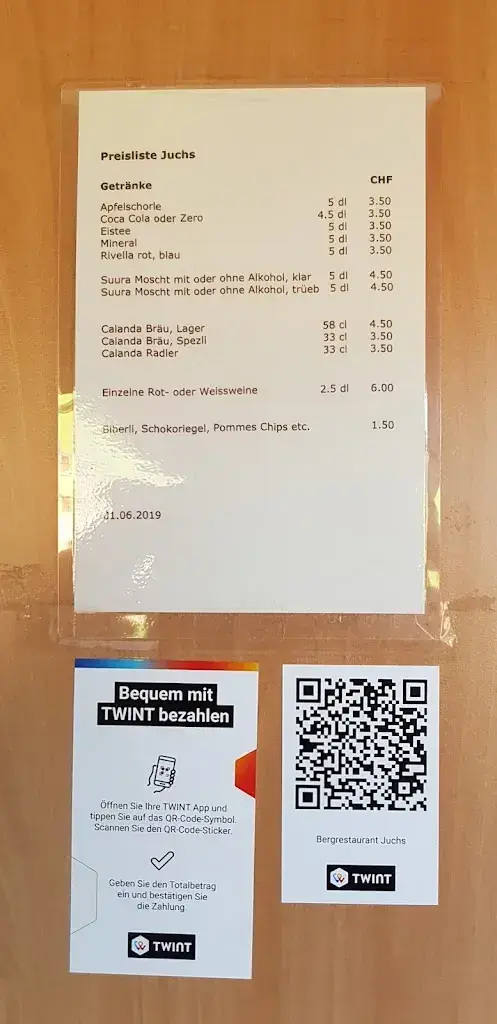 Preisliste Juchs
Getränke CHF
Apfelschorle 5 dl 3.50
Coca Cola oder Zero 4.5 dl 3.50
Eistee 5 dl 3.50
Mineral 5 dl 3.50
Rivella rot, blau 5 dl 3.50
Suura Moscht mit oder ohne Alkohol, klar 5 dl 4.50
Suura Moscht mit oder ohne Alkohol, trüeb 5 dl 4.50
Calanda Bräu, Lager 58 cl 4.50
Calanda Bräu, Spezli 33 cl 3.50
Calanda Radler 33 cl 3.50
Einzelne Rot- oder Weissweine 2.5 dl 6.00
Biberli, Schokoriegel, Pommes Chips etc. 1.50
01.06.2019
Bequem mit
TWINT bezahlen
Öffnen Sie Ihre TWINT App und
tippen Sie auf das QR-Code-Symbol.
Scannen Sie den QR-Code-Sticker.
Geben Sie den Totalbetrag
ein und bestätigen Sie
die Zahlung
TWINT
Bergrestaurant Juchs
TWINT